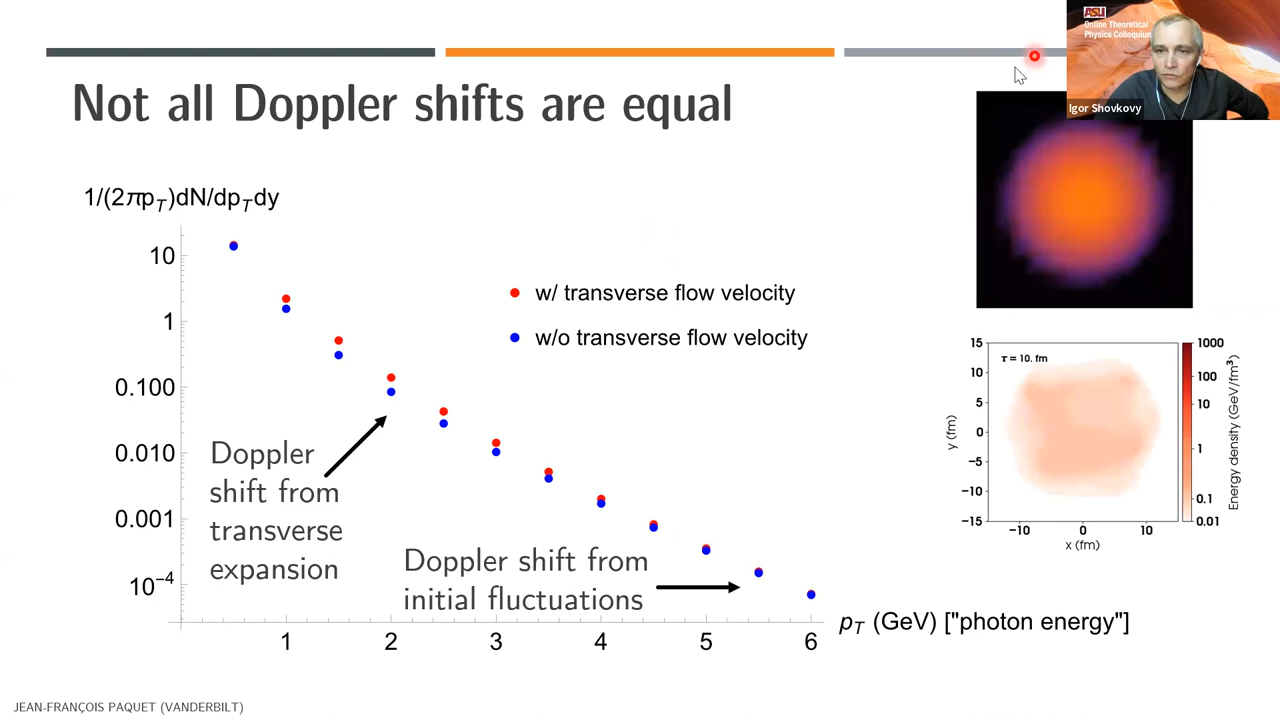 ASU
Online Theoretical
Physics Colloquium
Igor Shovkovy
Not all Doppler shifts are equal
1/(2πp_T)dN/dp_T dy
10
1
0.100
0.010
0.001
10⁻⁴
w/ transverse flow velocity
w/o transverse flow velocity
Doppler
shift from
transverse
expansion
Doppler shift from
initial fluctuations
1 2 3 4 5 6
p_T (GeV) ["photon energy"]
τ = 10. fm
15
10
5
0
−5
−10
−15
y (fm)
−10 0 10
x (fm)
1000
100
10
1
0.1
0.01
Energy density (GeV/fm³)
JEAN-FRANÇOIS PAQUET (VANDERBILT)